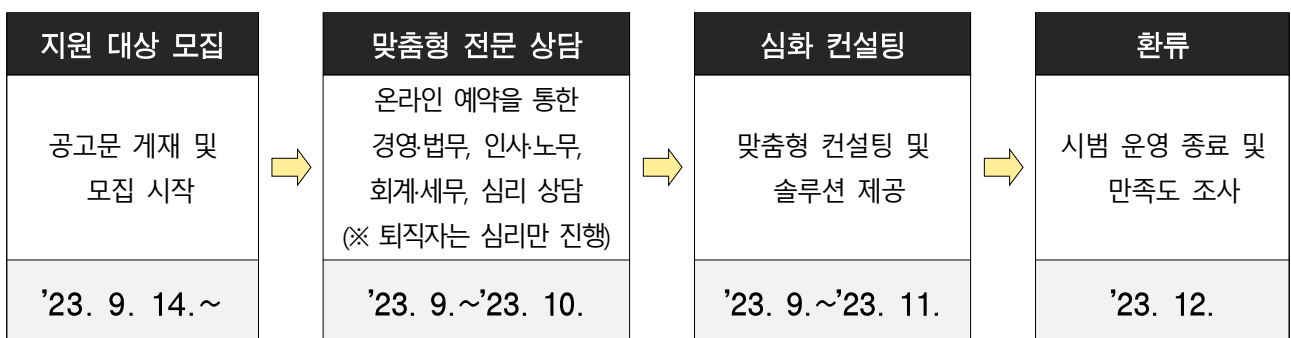 지원 대상 모집
공고문 게재 및
모집 시작
’23. 9. 14.~
맞춤형 전문 상담
온라인 예약을 통한
경영·법무, 인사·노무,
회계·세무, 심리 상담
(※ 퇴직자는 심리만 진행)
’23. 9.~’23. 10.
심화 컨설팅
맞춤형 컨설팅 및
솔루션 제공
’23. 9.~’23. 11.
환류
시범 운영 종료 및
만족도 조사
’23. 12.